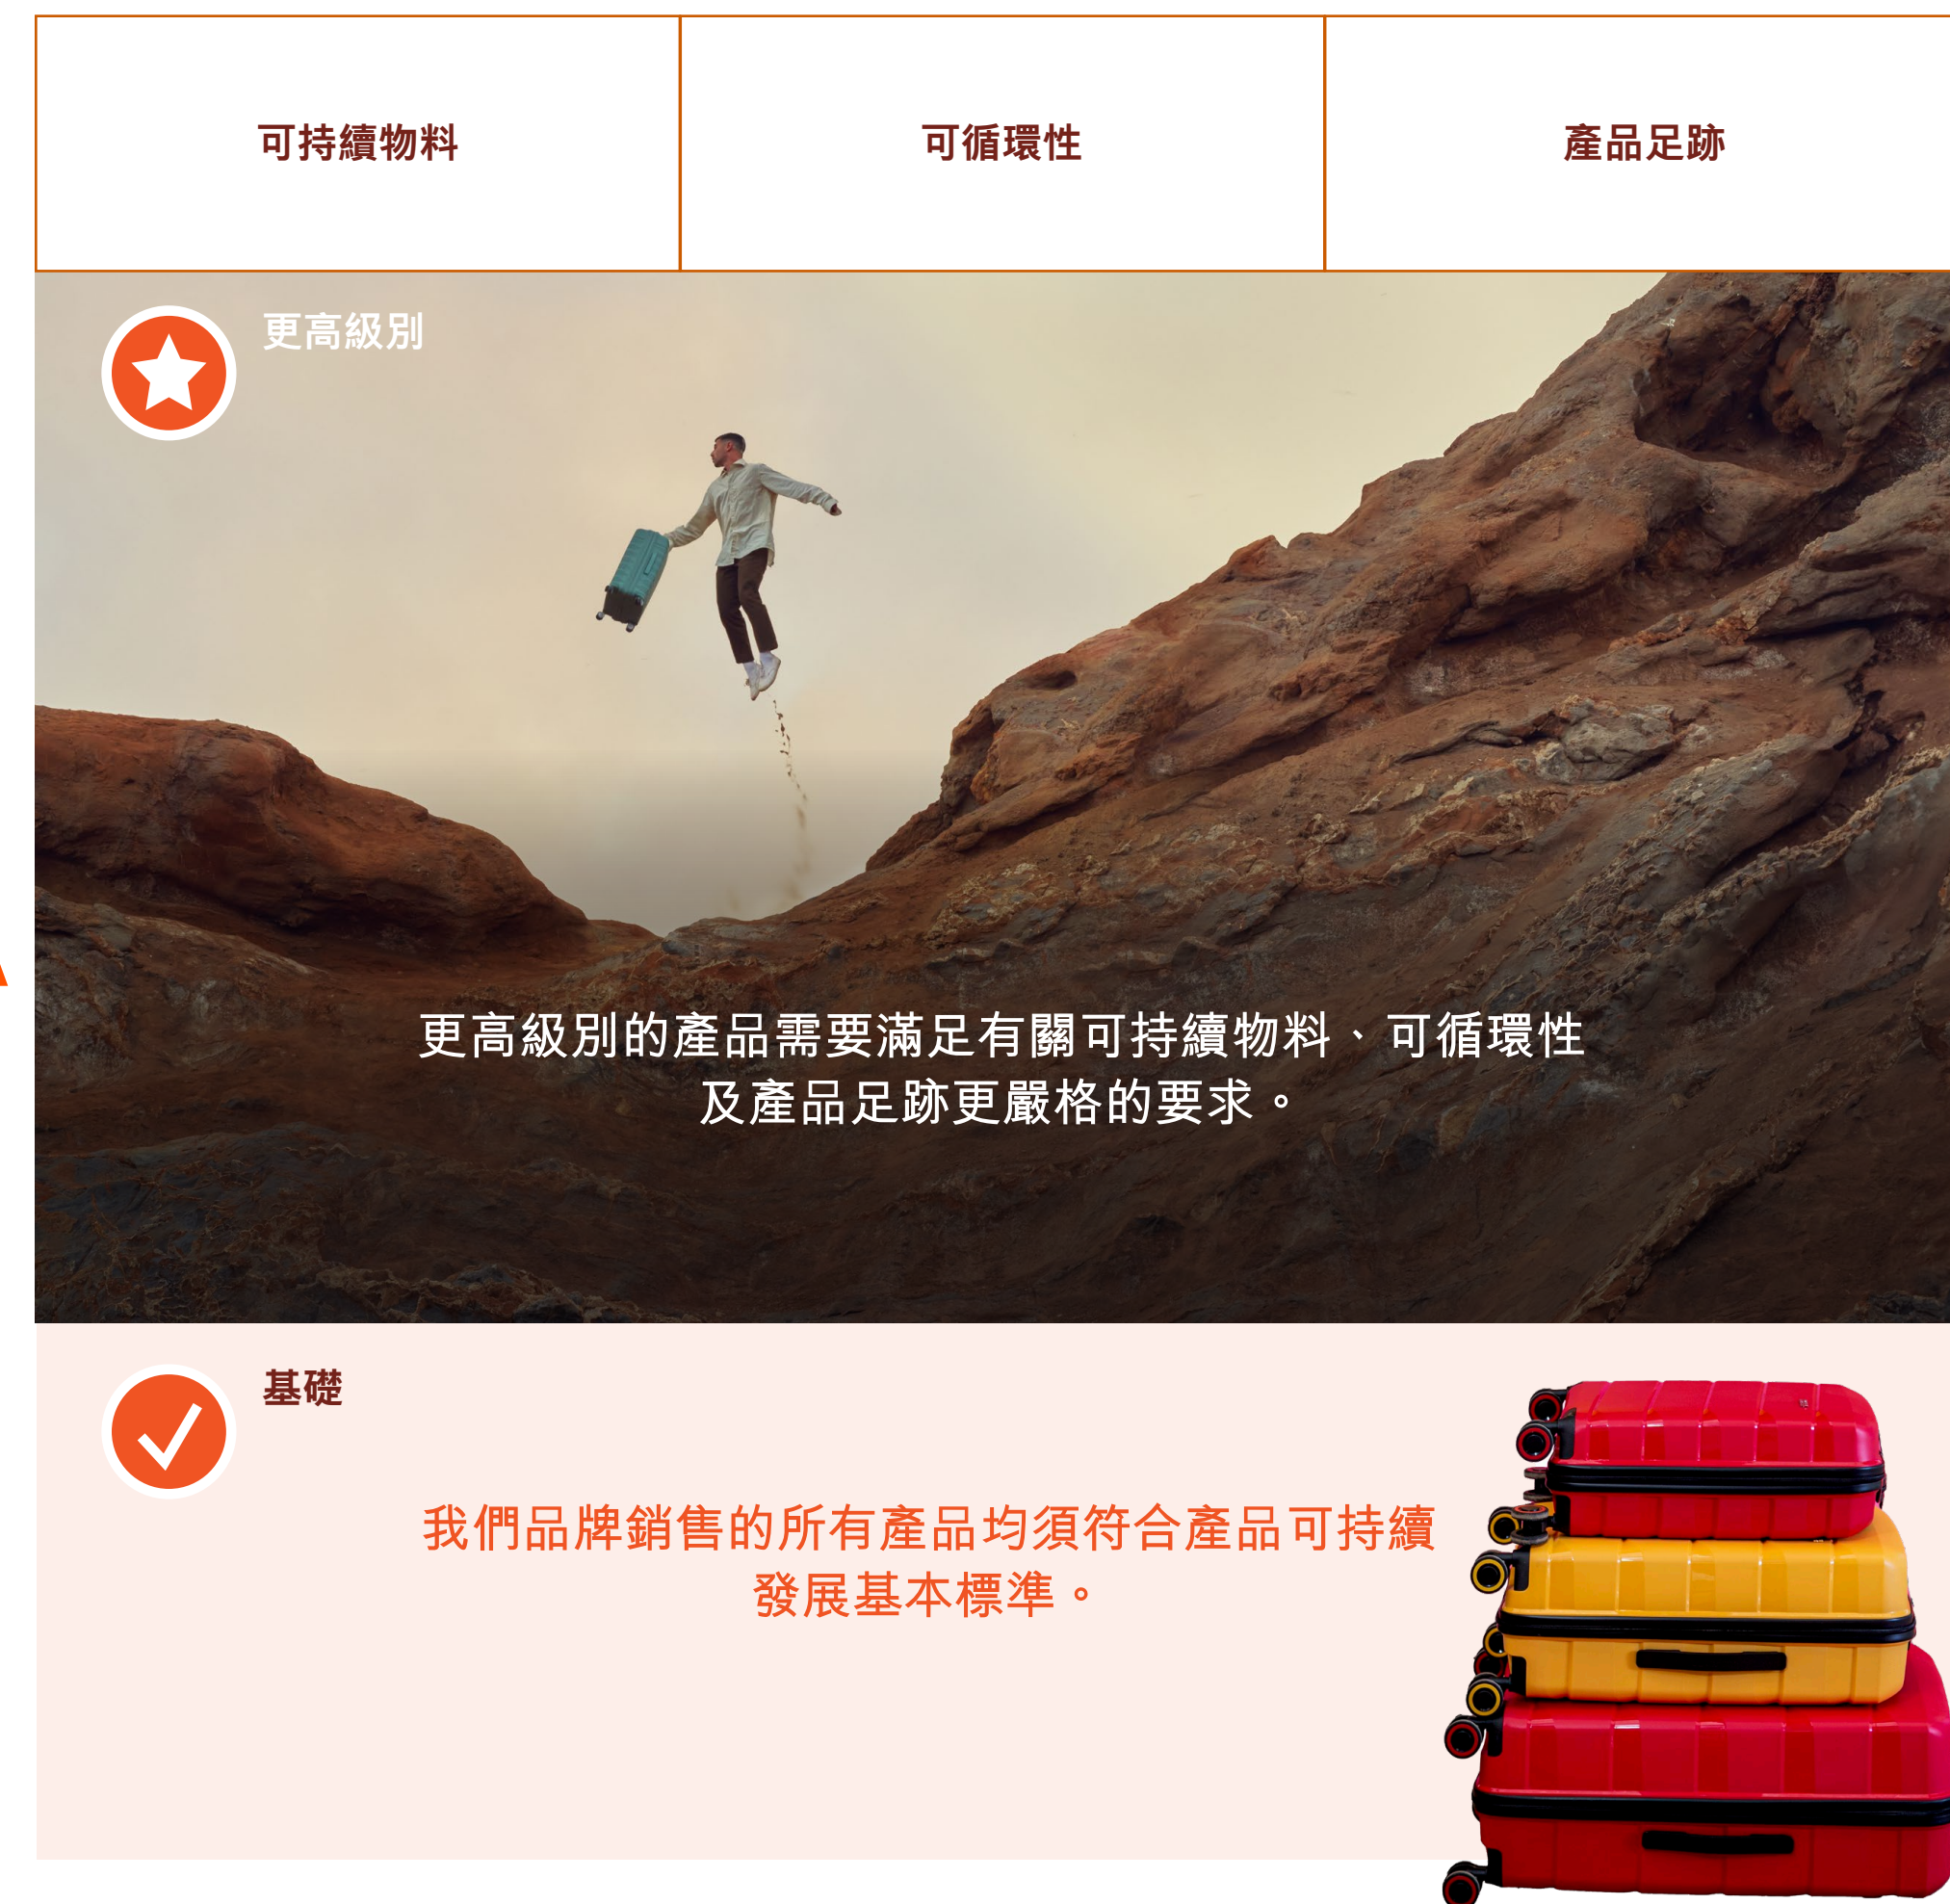 可持續物料
可循環性
產品足跡
更高級別
更高級別的產品需要滿足有關可持續物料、可循環性
及產品足跡更嚴格的要求。
基礎
我們品牌銷售的所有產品均須符合產品可持續
發展基本標準。